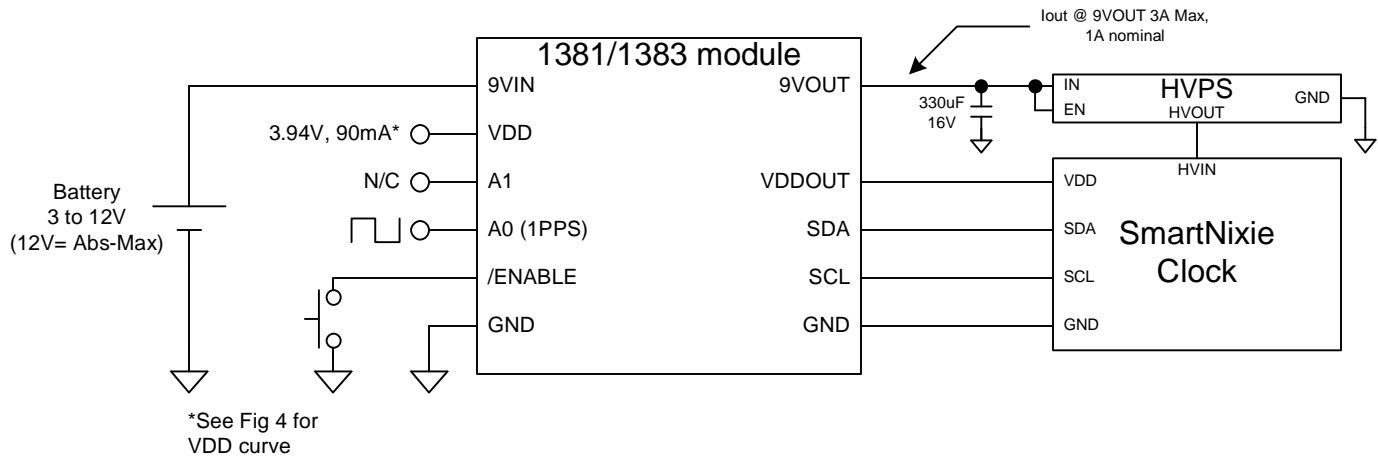 Iout @ 9VOUT 3A Max,
1A nominal
1381/1383 module
9VIN
9VOUT
VDD
A1
VDDOUT
A0 (1PPS)
SDA
/ENABLE
SCL
GND
GND
3.94V, 90mA*
N/C
Battery
3 to 12V
(12V= Abs-Max)
*See Fig 4 for
VDD curve
330uF
16V
IN
EN
HVPS
HVOUT
GND
HVIN
VDD
SDA
SCL
GND
SmartNixie
Clock